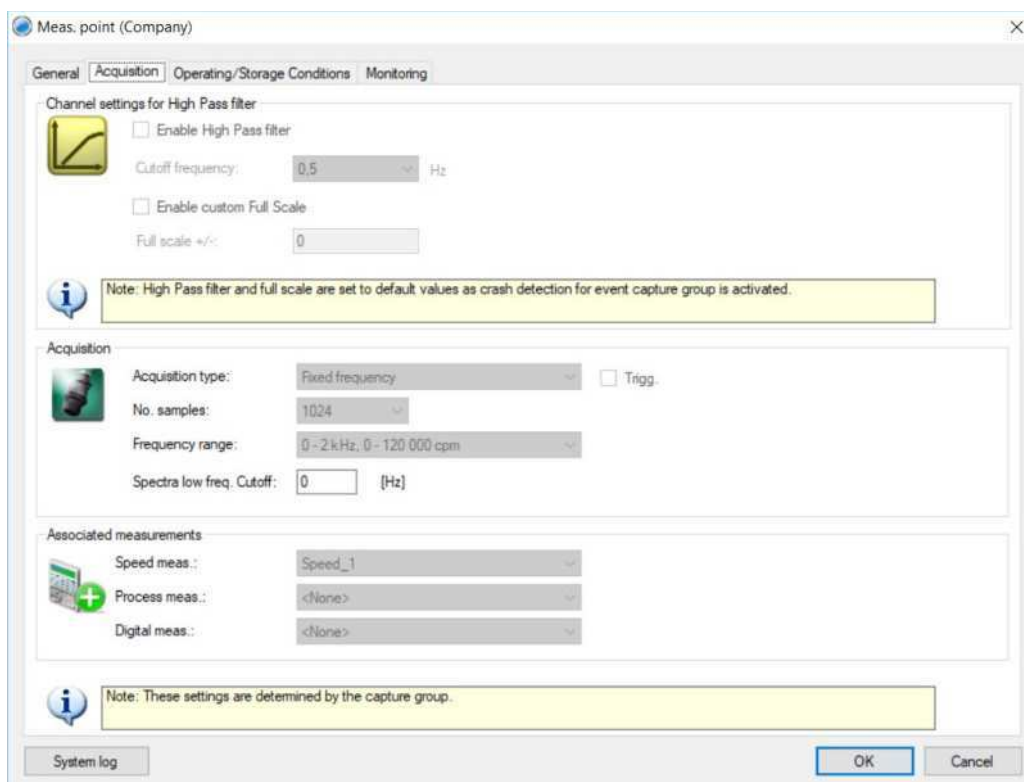 Meas. point (Company)
General Acquisition Operating/Storage Conditions Monitoring
Channel settings for High Pass filter
Enable High Pass filter
Cutoff frequency: 0,5 Hz
Enable custom Full Scale
Full scale +/-: 0
Note: High Pass filter and full scale are set to default values as crash detection for event capture group is activated.
Acquisition
Acquisition type: Fixed frequency Trigg.
No. samples: 1024
Frequency range: 0 - 2 kHz, 0 - 120 000 cpm
Spectra low freq. Cutoff: 0 [Hz]
Associated measurements
Speed meas.: Speed_1
Process meas.: <None>
Digital meas.: <None>
Note: These settings are determined by the capture group.
System log OK Cancel